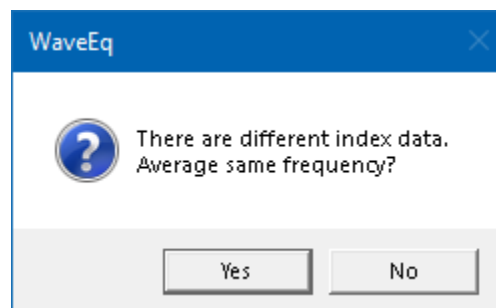 WaveEq
There are different index data.
Average same frequency?
Yes
No